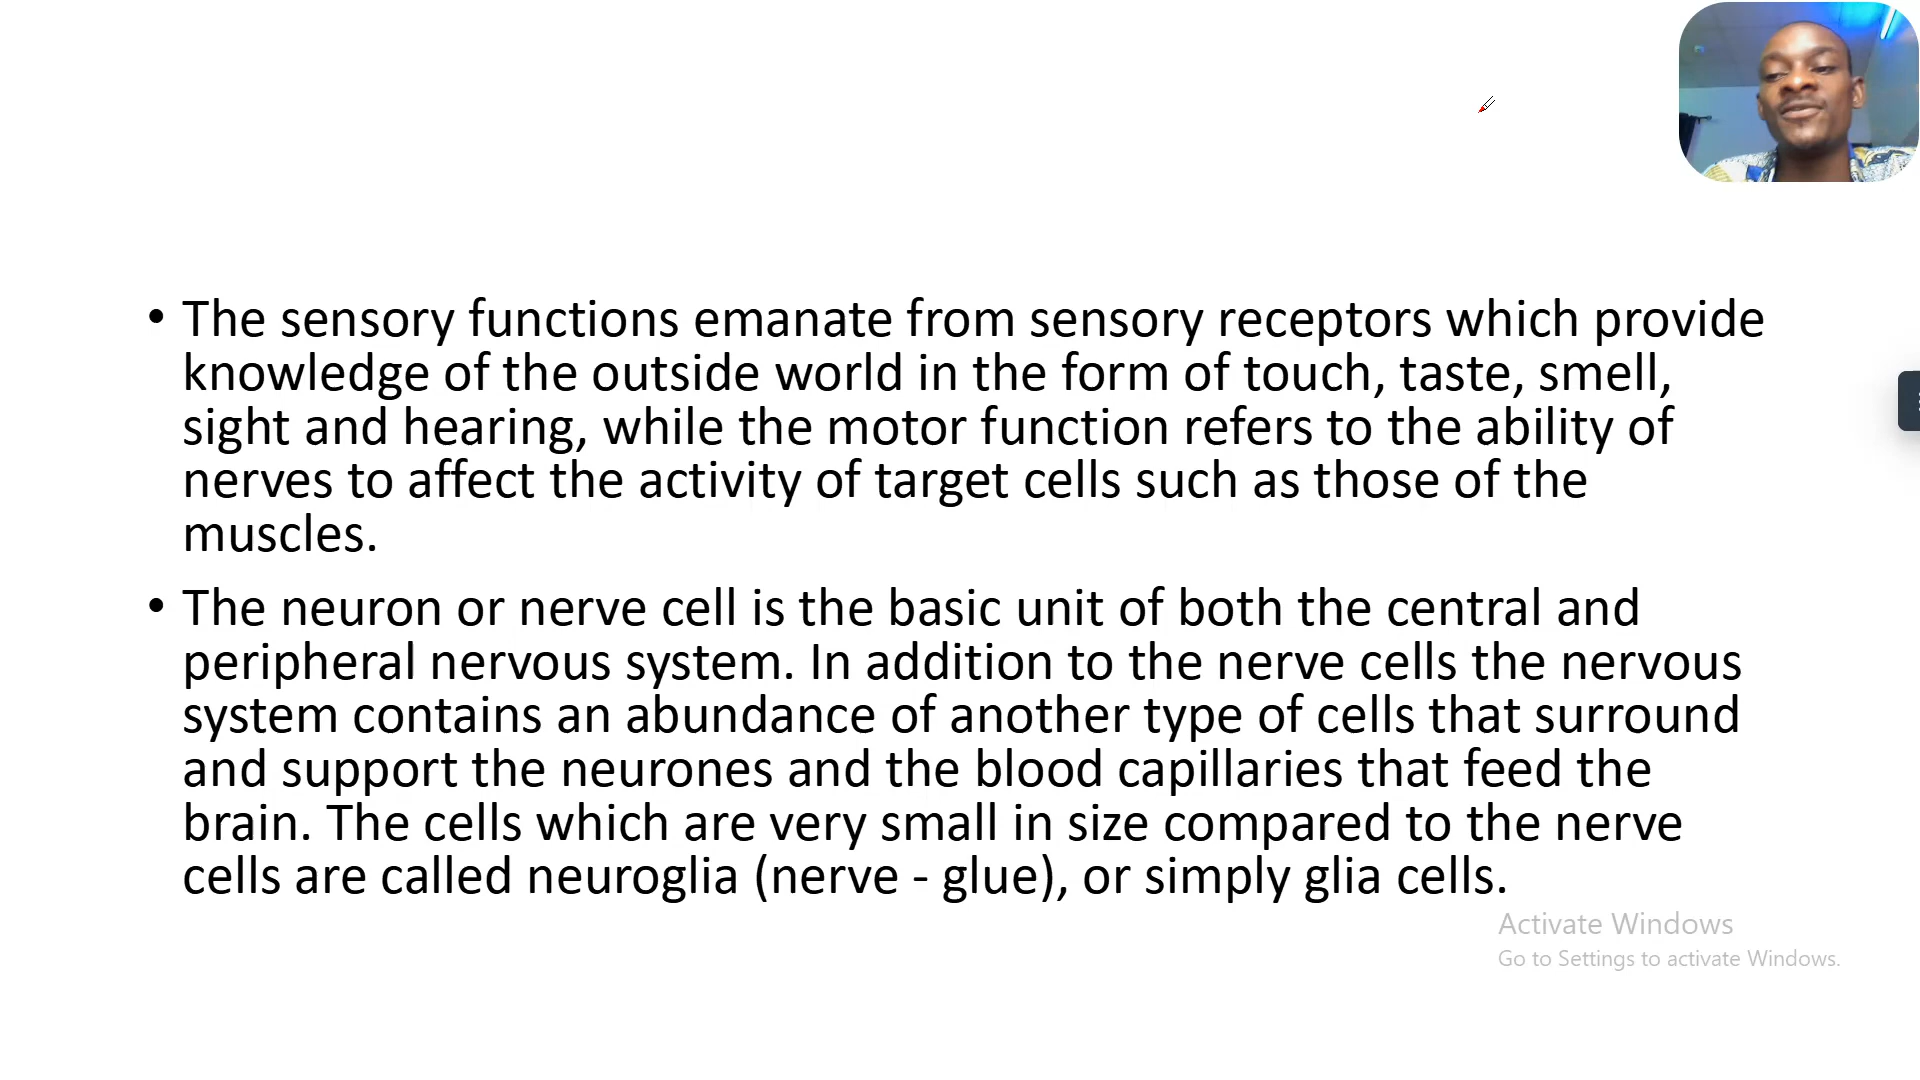 • The sensory functions emanate from sensory receptors which provide
knowledge of the outside world in the form of touch, taste, smell,
sight and hearing, while the motor function refers to the ability of
nerves to affect the activity of target cells such as those of the
muscles.
• The neuron or nerve cell is the basic unit of both the central and
peripheral nervous system. In addition to the nerve cells the nervous
system contains an abundance of another type of cells that surround
and support the neurones and the blood capillaries that feed the
brain. The cells which are very small in size compared to the nerve
cells are called neuroglia (nerve - glue), or simply glia cells.
Activate Windows
Go to Settings to activate Windows.